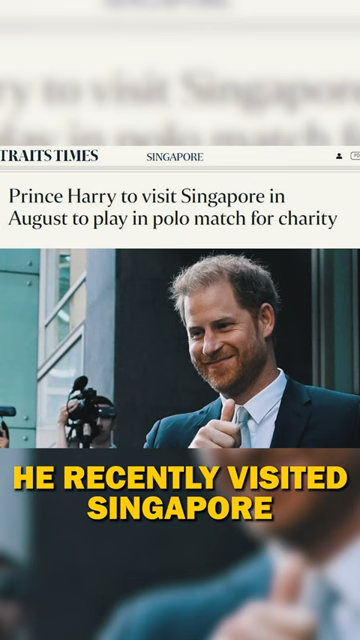 TRAITS TIMES
SINGAPORE
Prince Harry to visit Singapore in
August to play in polo match for charity
HE RECENTLY VISITED
SINGAPORE